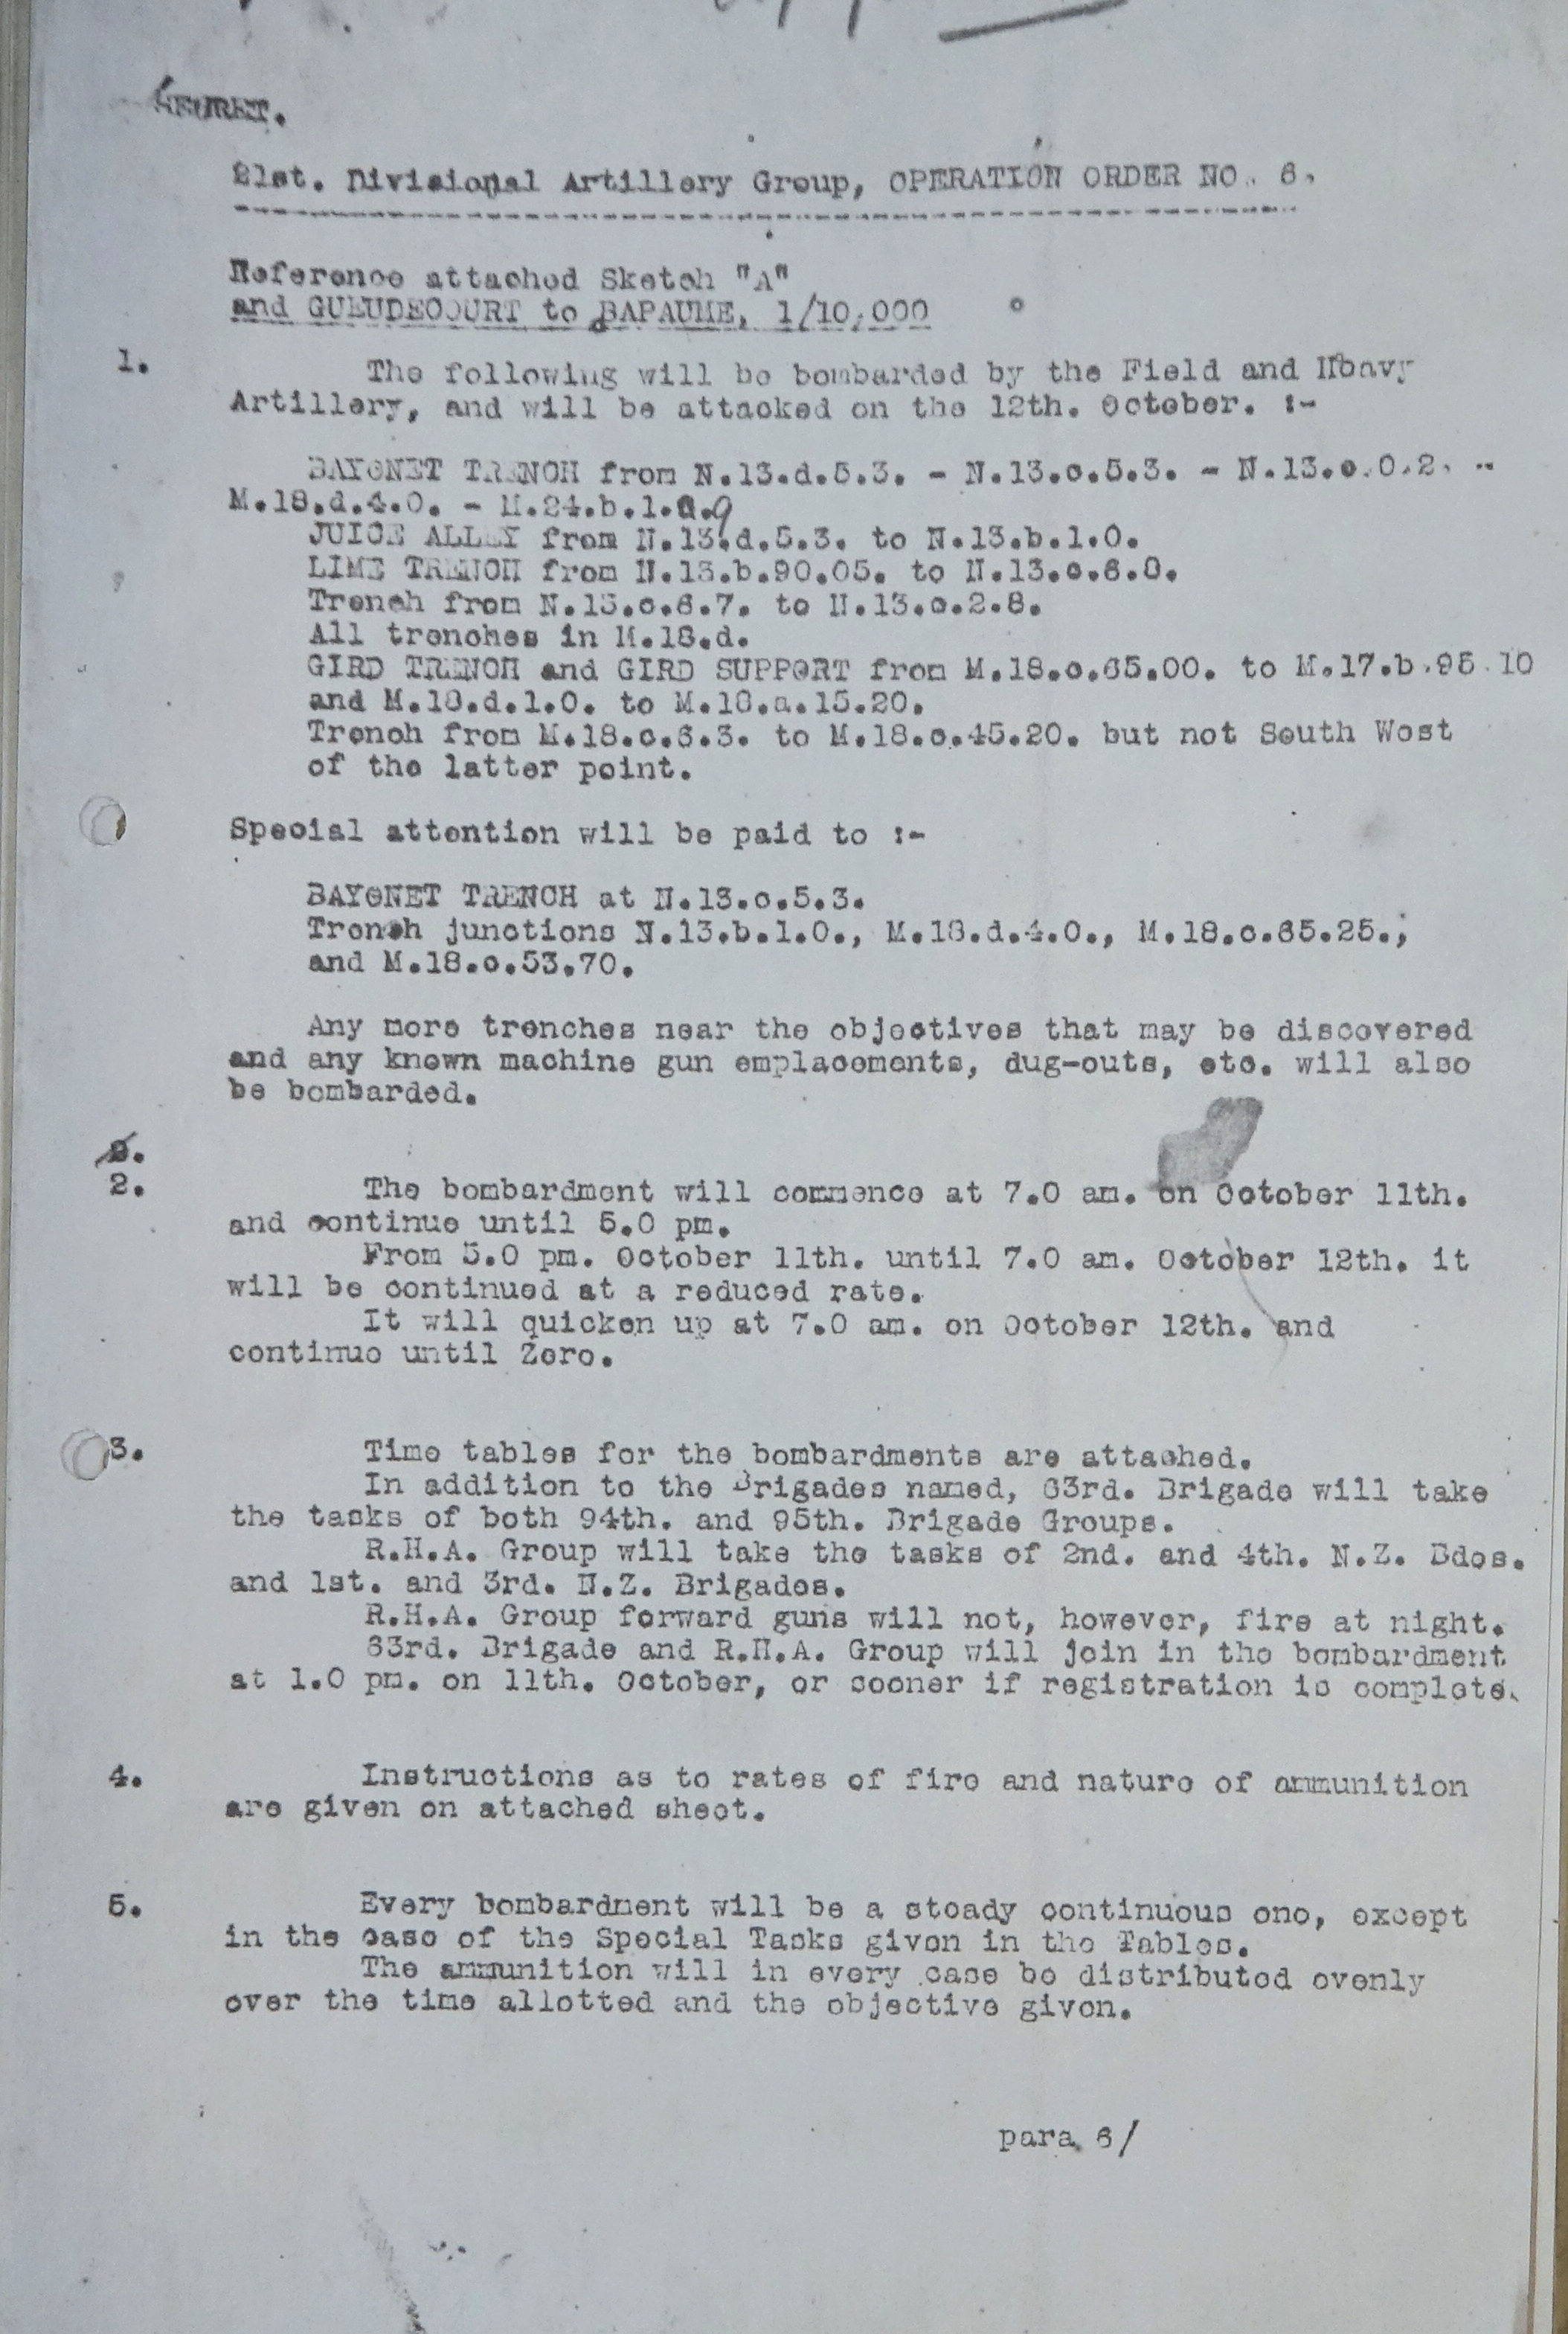 SECRET.
21st. Divisional Artillery Group, OPERATION ORDER NO. 6.
Reference attached Sketch "A"
and GUEUDECOURT to BAPAUME, 1/10,000
1. The following will be bombarded by the Field and Heavy
Artillery, and will be attacked on the 12th. October. :-
BAYONET TRENCH from N.13.d.5.3. - N.13.c.5.3. - N.13.c.0.2. -
M.18.d.4.0. - M.24.b.1.9
JUICE ALLEY from N.13.d.5.3. to N.13.b.1.0.
LIME TRENCH from N.13.b.90.05. to N.13.c.6.0.
Trench from N.13.c.6.7. to N.13.c.2.8.
All trenches in M.18.d.
GIRD TRENCH and GIRD SUPPORT from M.18.c.65.00. to M.17.b.95.10
and M.18.d.1.0. to M.18.a.15.20.
Trench from M.18.c.6.3. to M.18.c.45.20. but not South West
of the latter point.
Special attention will be paid to :-
BAYONET TRENCH at N.13.c.5.3.
Trench junctions N.13.b.1.0., M.18.d.4.0., M.18.c.65.25.,
and M.18.c.53.70.
Any more trenches near the objectives that may be discovered
and any known machine gun emplacements, dug-outs, etc. will also
be bombarded.
2. The bombardment will commence at 7.0 am. on October 11th.
and continue until 5.0 pm.
From 5.0 pm. October 11th. until 7.0 am. October 12th. it
will be continued at a reduced rate.
It will quicken up at 7.0 am. on October 12th. and
continue until Zero.
3. Time tables for the bombardments are attached.
In addition to the Brigades named, 63rd. Brigade will take
the tasks of both 94th. and 95th. Brigade Groups.
R.H.A. Group will take the tasks of 2nd. and 4th. N.Z. Bdes.
and 1st. and 3rd. N.Z. Brigades.
R.H.A. Group forward guns will not, however, fire at night.
63rd. Brigade and R.H.A. Group will join in the bombardment
at 1.0 pm. on 11th. October, or sooner if registration is complete.
4. Instructions as to rates of fire and nature of ammunition
are given on attached sheet.
5. Every bombardment will be a steady continuous one, except
in the case of the Special Tasks given in the Tables.
The ammunition will in every case be distributed evenly
over the time allotted and the objective given.
para 6/